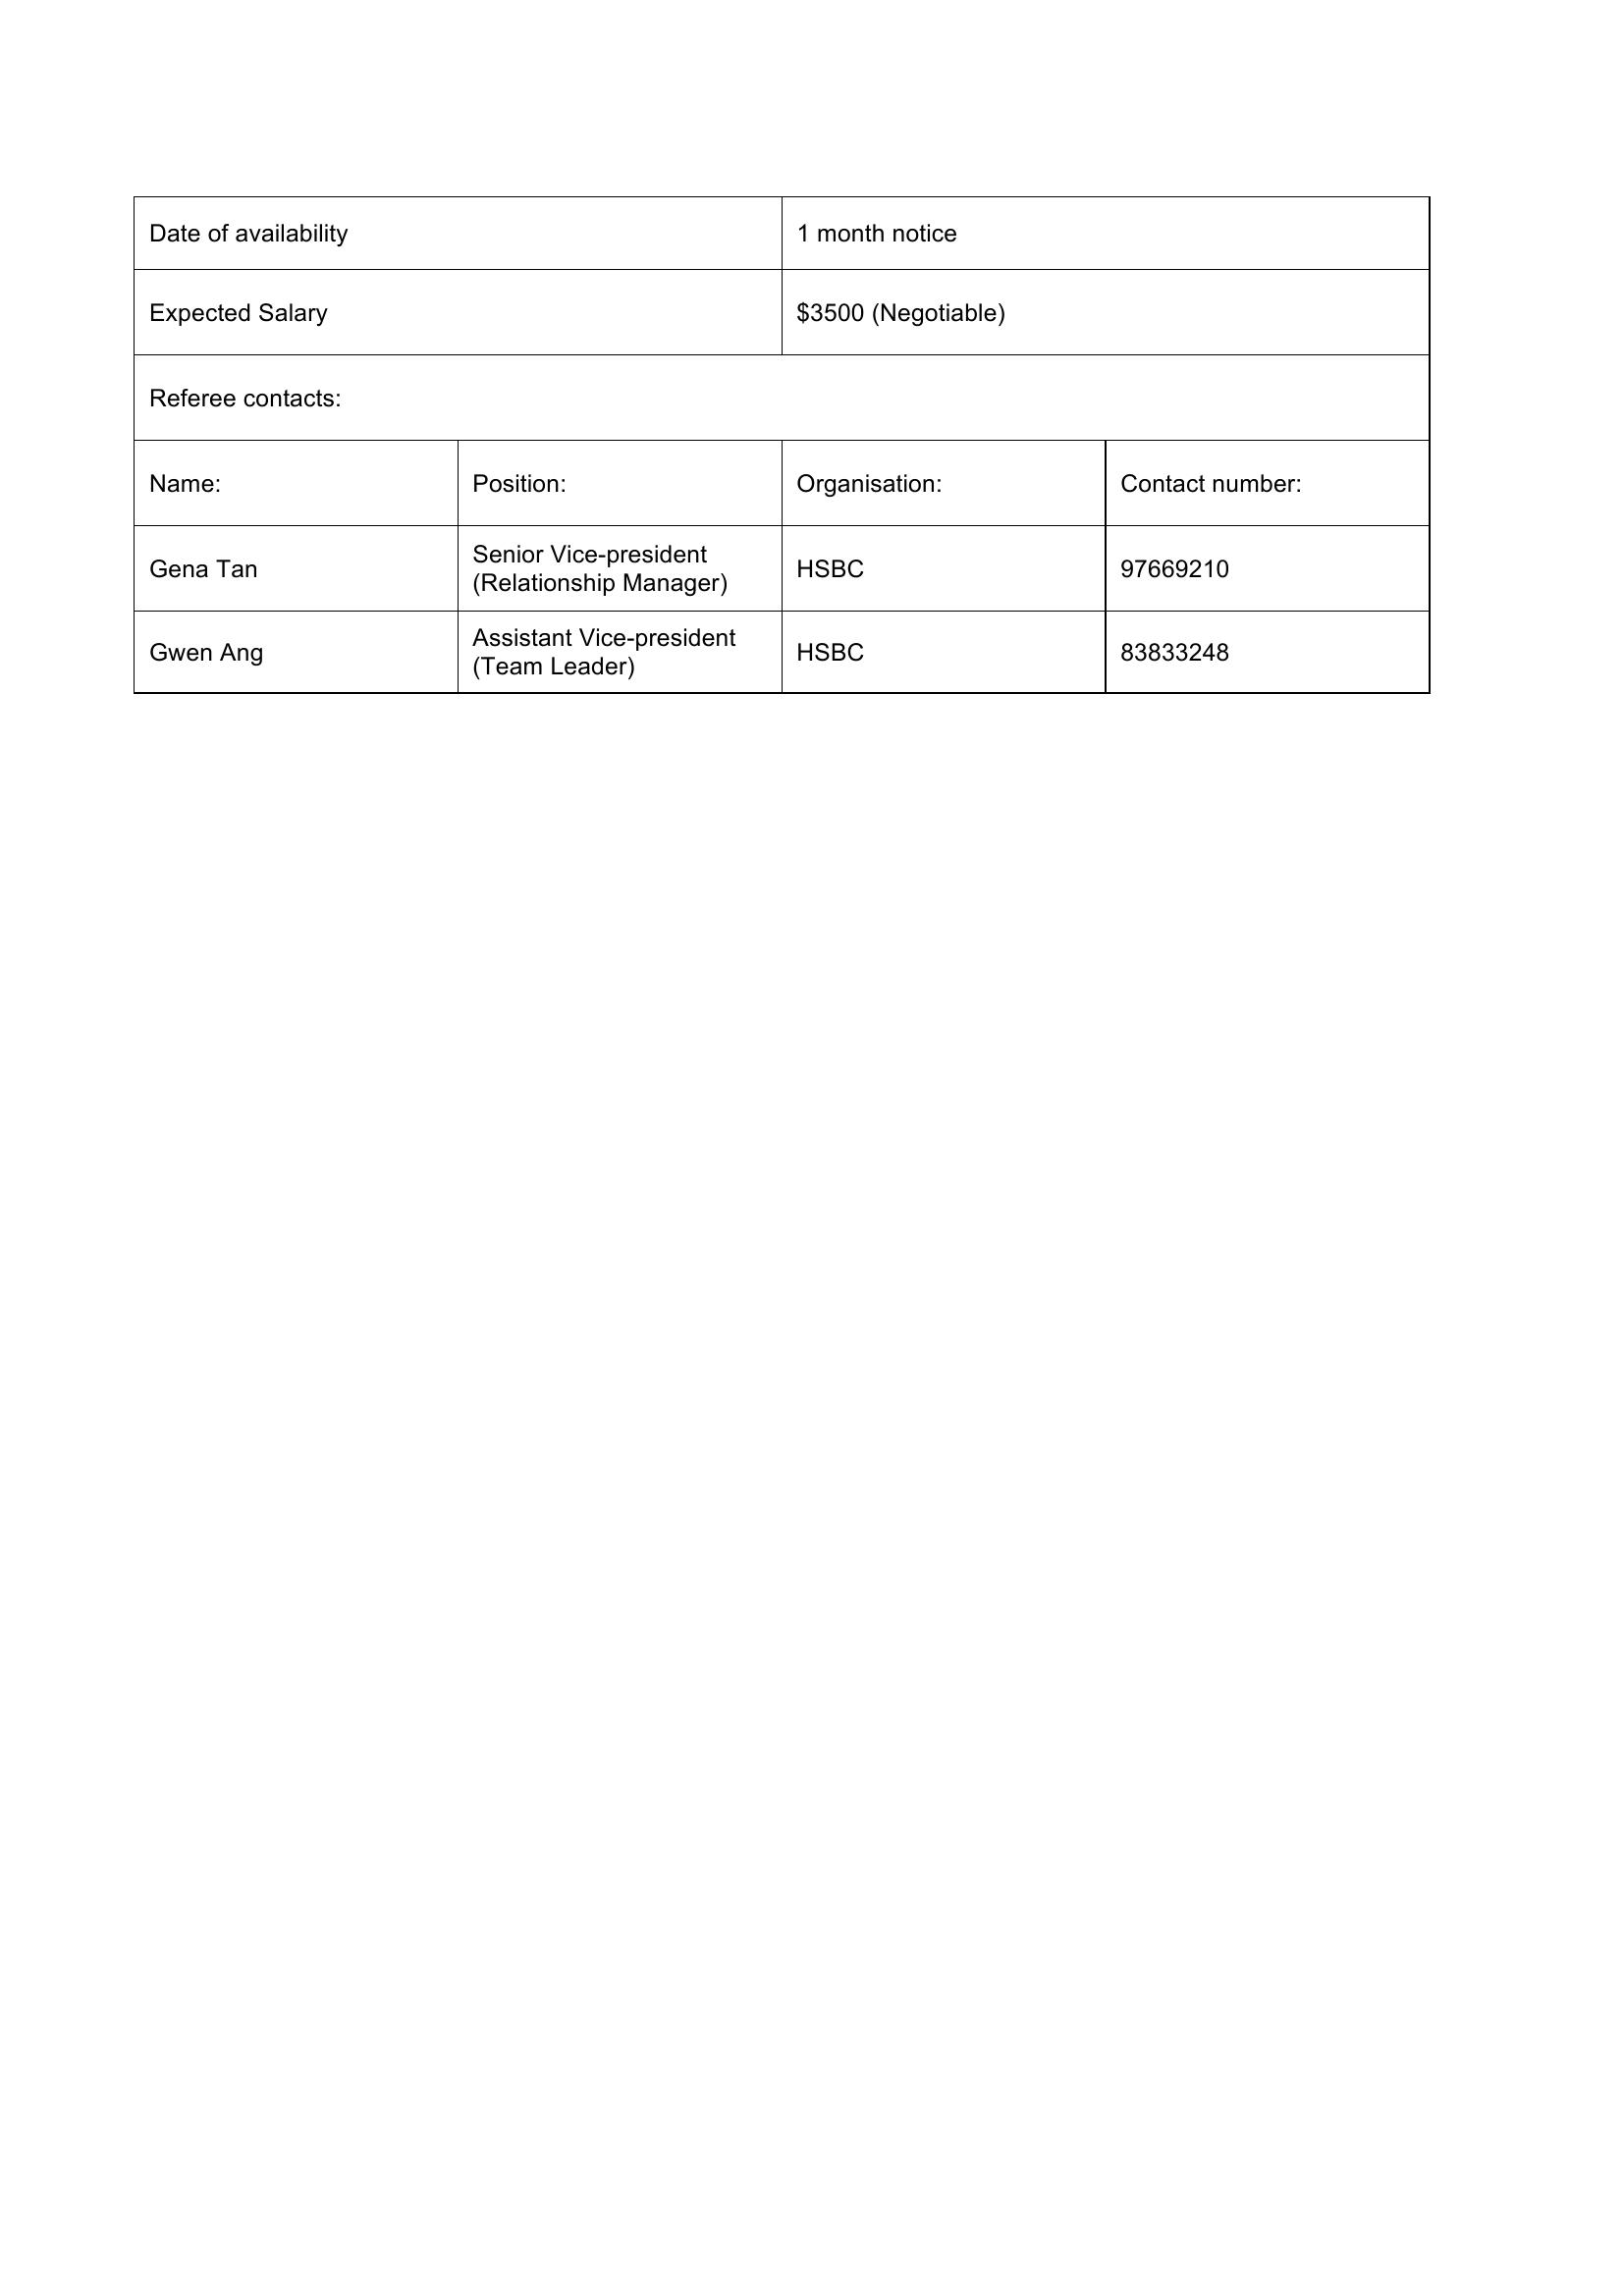 Date of availability 1 month notice
Expected Salary $3500 (Negotiable)
Referee contacts:
Name: Position: Organisation: Contact number:
Gena Tan Senior Vice-president (Relationship Manager) HSBC 97669210
Gwen Ang Assistant Vice-president (Team Leader) HSBC 83833248